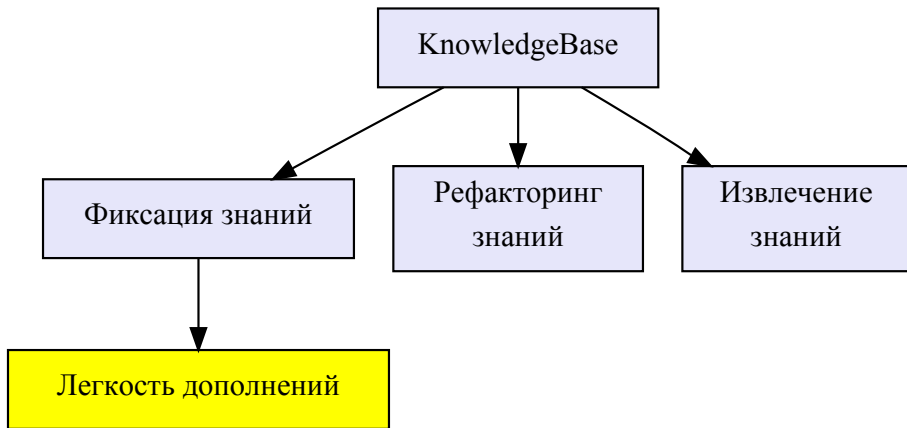 KnowledgeBase
Фиксация знаний
Рефакторинг
знаний
Извлечение
знаний
Легкость дополнений